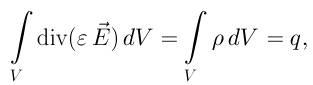 ∫_V div(ε E⃗) dV = ∫_V ρ dV = q,